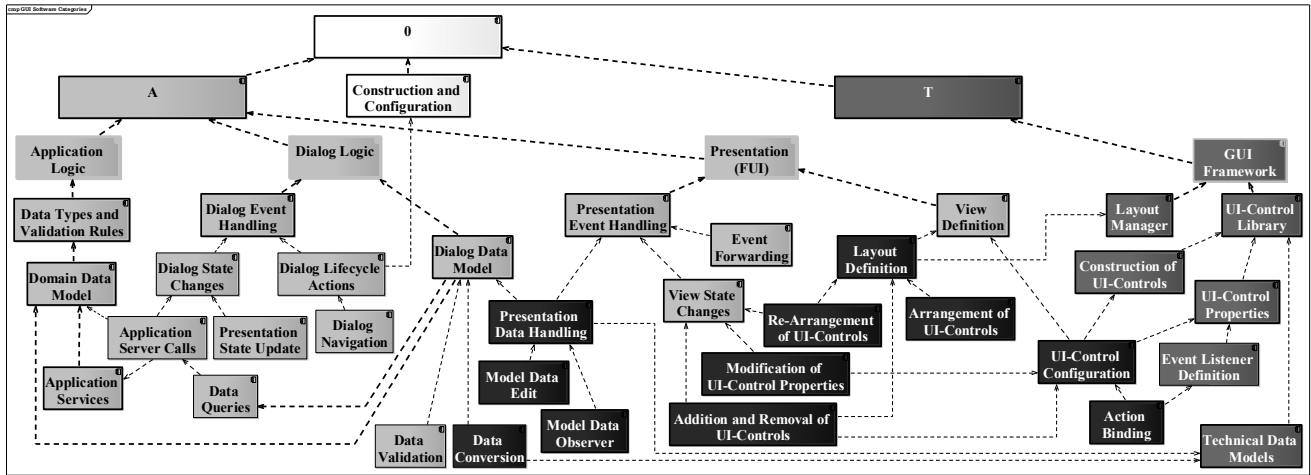 cmp GUI Software Categories
0
A
Construction and
Configuration
T
Application
Logic
Dialog Logic
Presentation
(FUI)
GUI
Framework
Data Types and
Validation Rules
Dialog Event
Handling
Presentation
Event Handling
View
Definition
Layout
Manager
UI-Control
Library
Domain Data
Model
Dialog State
Changes
Dialog Lifecycle
Actions
Dialog Data
Model
Event
Forwarding
Layout
Definition
Construction of
UI-Controls
Application
Server Calls
Presentation
State Update
Dialog
Navigation
Presentation
Data Handling
View State
Changes
Re-Arrangement
of UI-Controls
Arrangement of
UI-Controls
UI-Control
Properties
Application
Services
Data
Queries
Model Data
Edit
Modification of
UI-Control Properties
UI-Control
Configuration
Event Listener
Definition
Data
Validation
Data
Conversion
Model Data
Observer
Addition and Removal of
UI-Controls
Action
Binding
Technical Data
Models